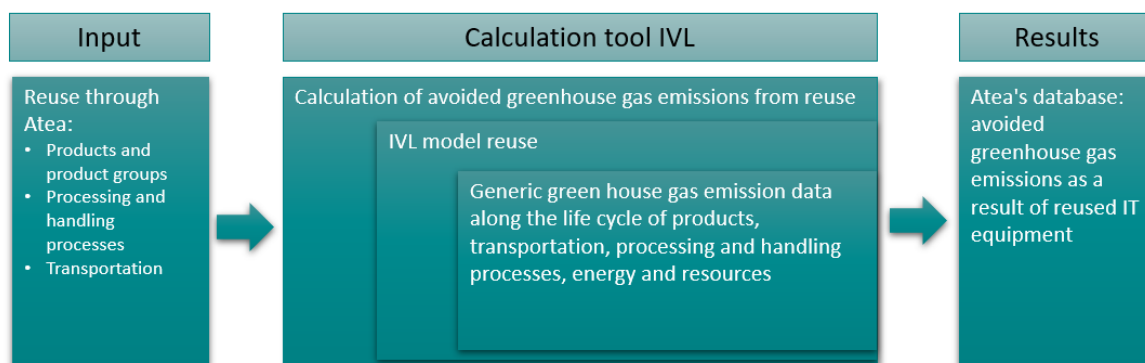 Input
Calculation tool IVL
Results
Reuse through
Atea:
• Products and
product groups
• Processing and
handling
processes
• Transportation
Calculation of avoided greenhouse gas emissions from reuse
IVL model reuse
Generic green house gas emission data
along the life cycle of products,
transportation, processing and handling
processes, energy and resources
Atea's database:
avoided
greenhouse gas
emissions as a
result of reused IT
equipment